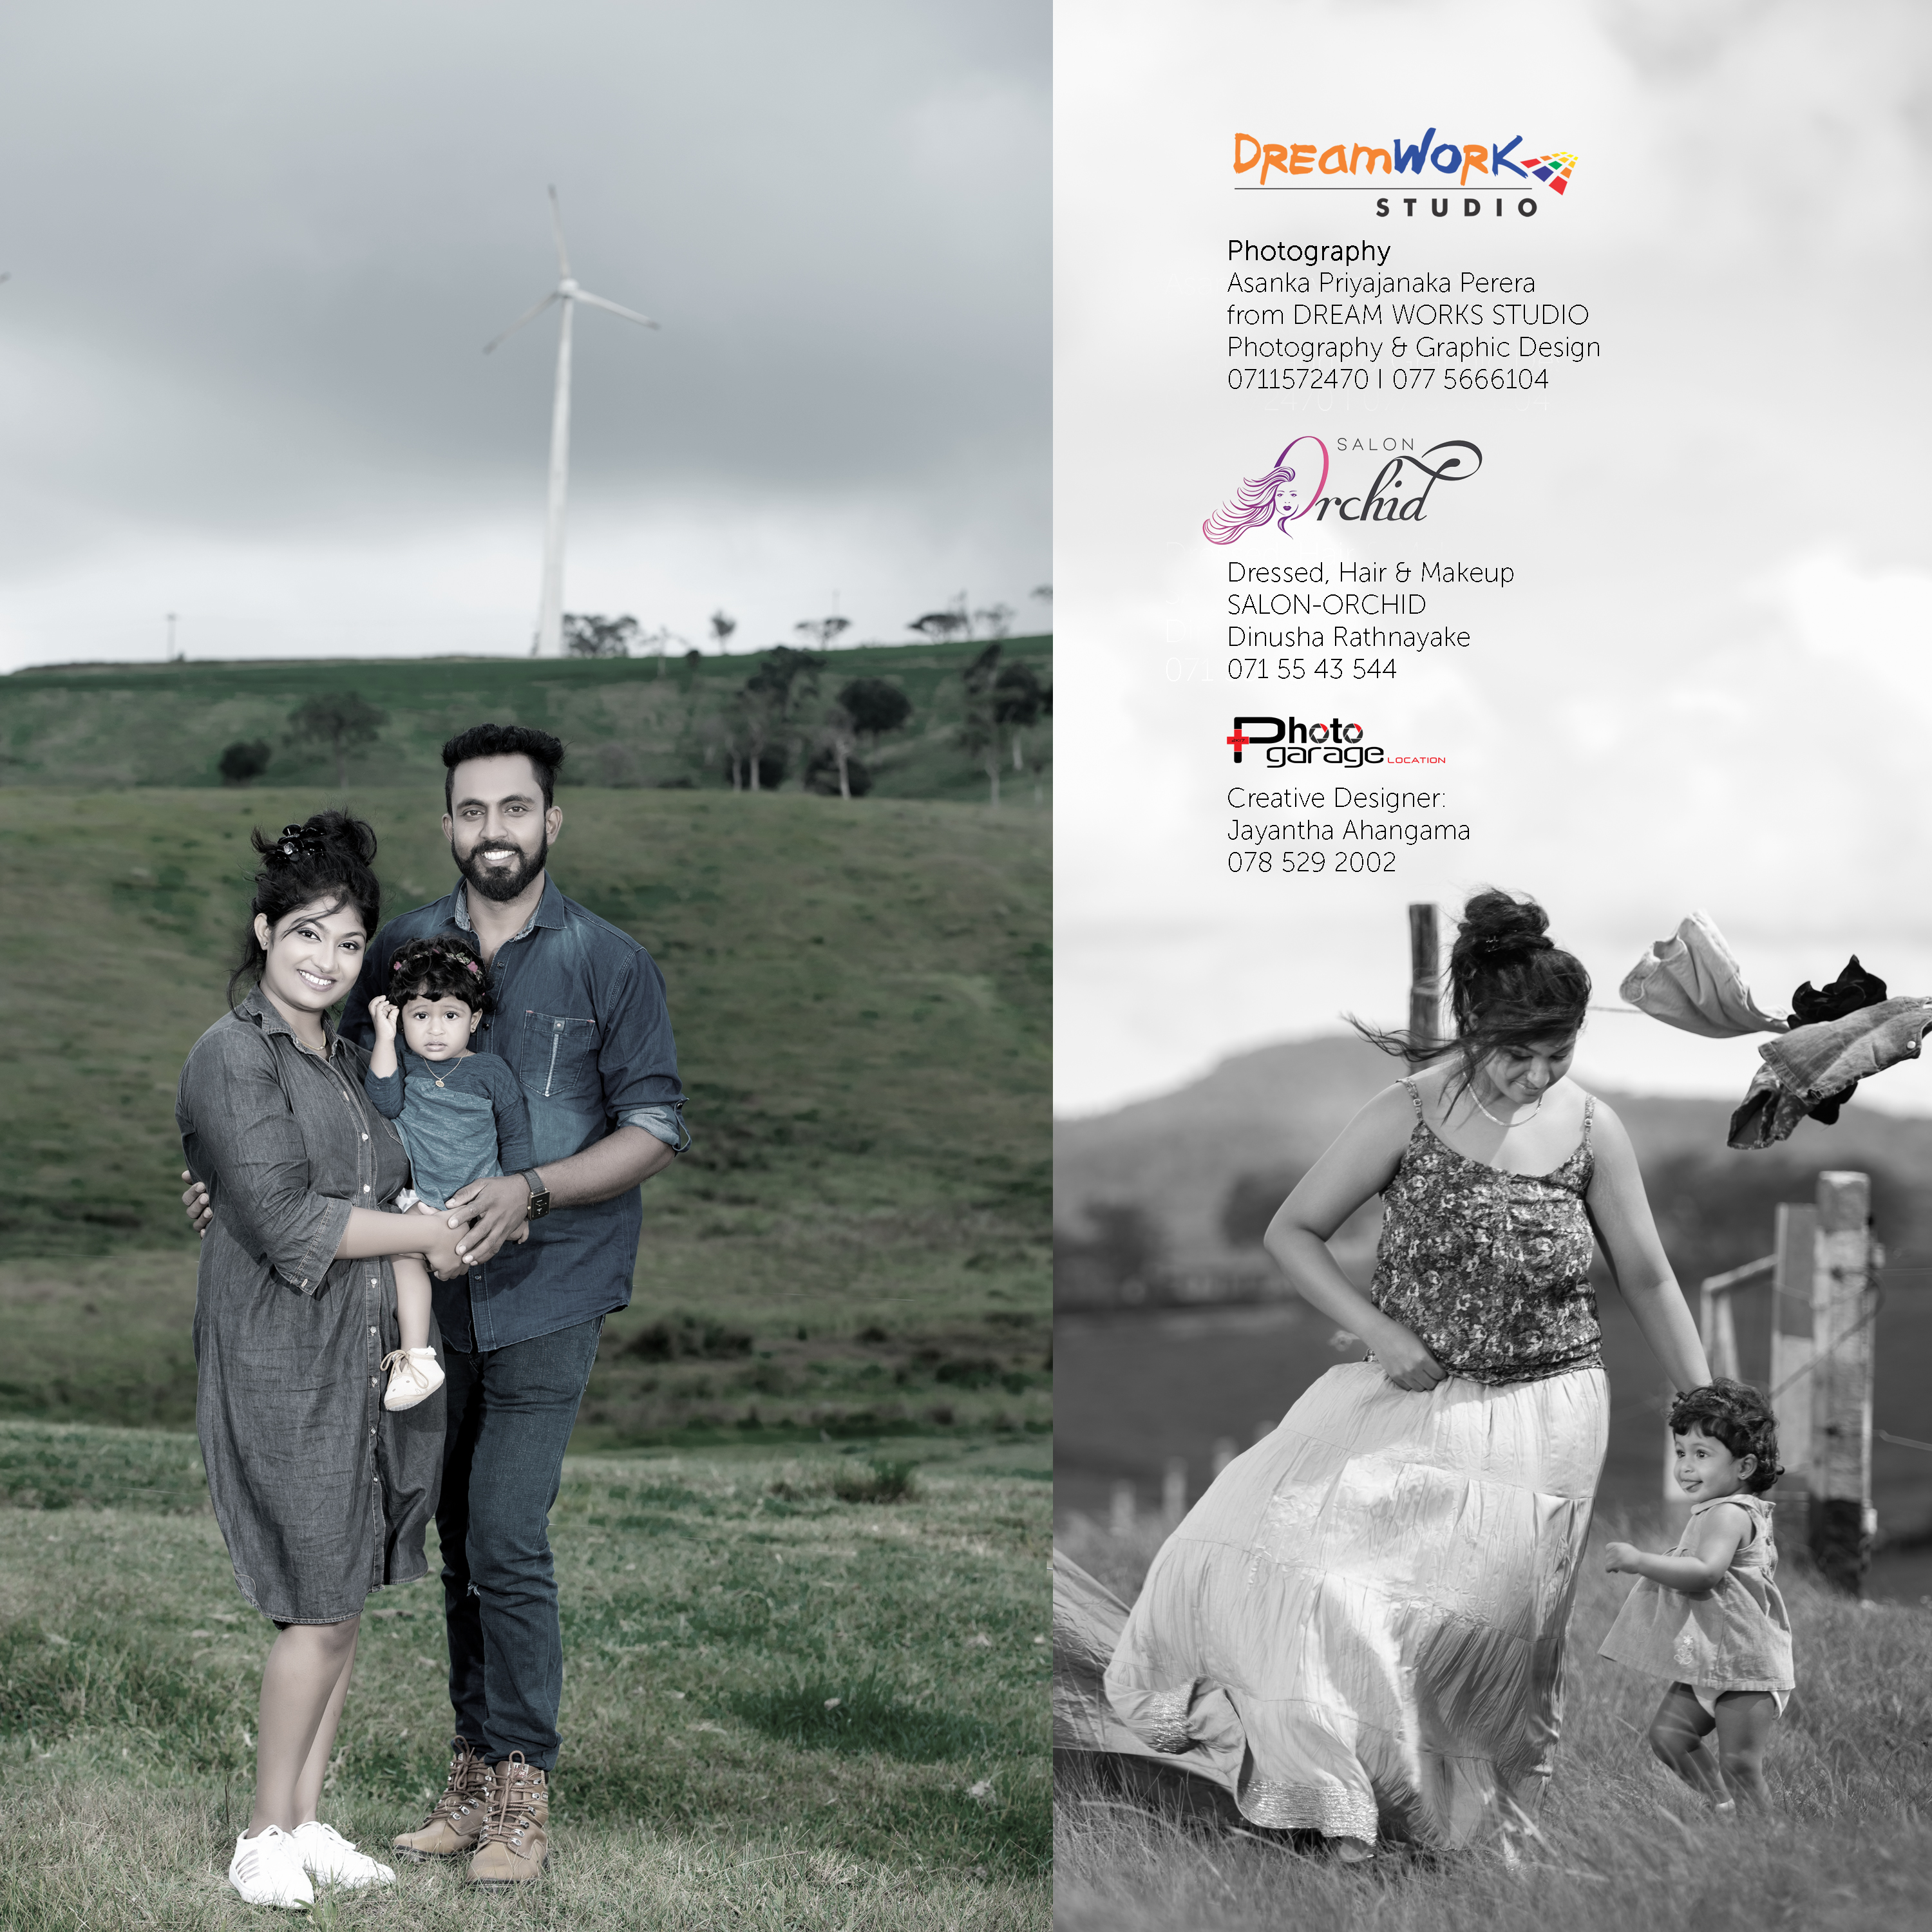 DREAMWORK
STUDIO
Photography
Asanka Priyajanaka Perera
from DREAM WORKS STUDIO
Photography & Graphic Design
0711572470 I 077 5666104
SALON
Orchid
Dressed, Hair & Makeup
SALON-ORCHID
Dinusha Rathnayake
071 55 43 544
Photo
garage LOCATION
Creative Designer:
Jayantha Ahangama
078 529 2002